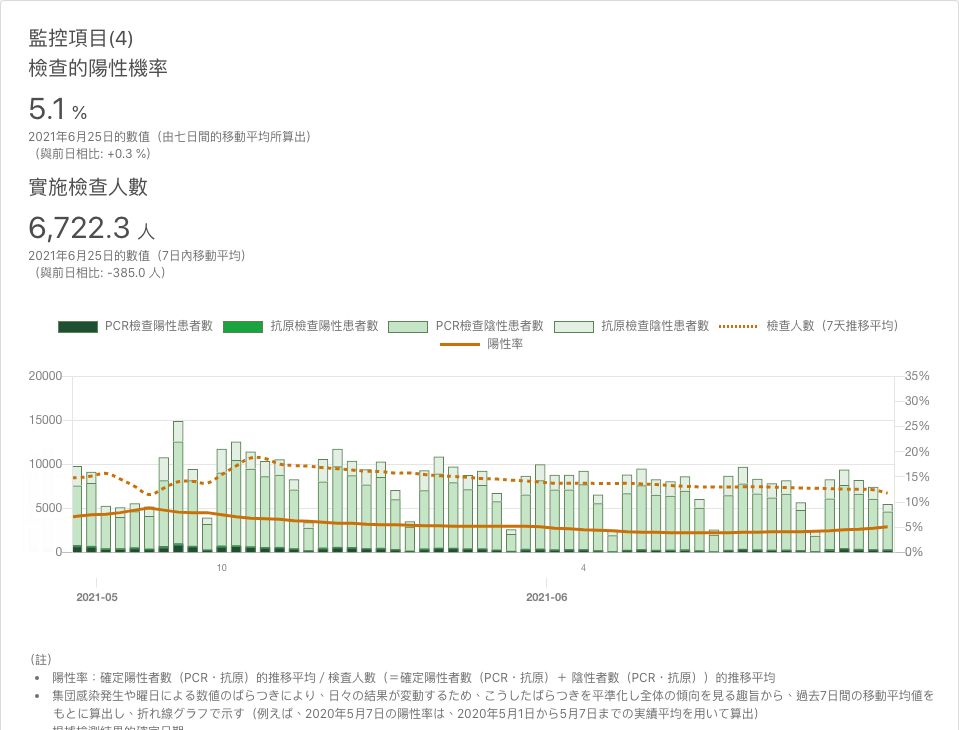 監控項目(4)
檢查的陽性機率
5.1 %
2021年6月25日的數值（由七日間的移動平均所算出）
（與前日相比: +0.3 %)
實施檢查人數
6,722.3 人
2021年6月25日的數值（7日內移動平均）
（與前日相比: -385.0 人）
PCR檢查陽性患者數 抗原檢查陽性患者數 PCR檢查陰性患者數 抗原檢查陰性患者數 檢查人數（7天推移平均）
陽性率
20000 35%
30%
15000 25%
20%
10000 15%
10%
5000 5%
0 0%
10 4
2021-05 2021-06
（註）
陽性率：確定陽性者數（PCR・抗原）的推移平均 / 検査人數（＝確定陽性者數（PCR・抗原）＋ 陰性者數（PCR・抗原））的推移平均
集団感染発生や曜日による数値のばらつきにより、日々の結果が変動するため、こうしたばらつきを平準化し全体の傾向を見る趣旨から、過去7日間の移動平均値を
もとに算出し、折れ線グラフで示す（例えば、2020年5月7日の陽性率は、2020年5月1日から5月7日までの実績平均を用いて算出）